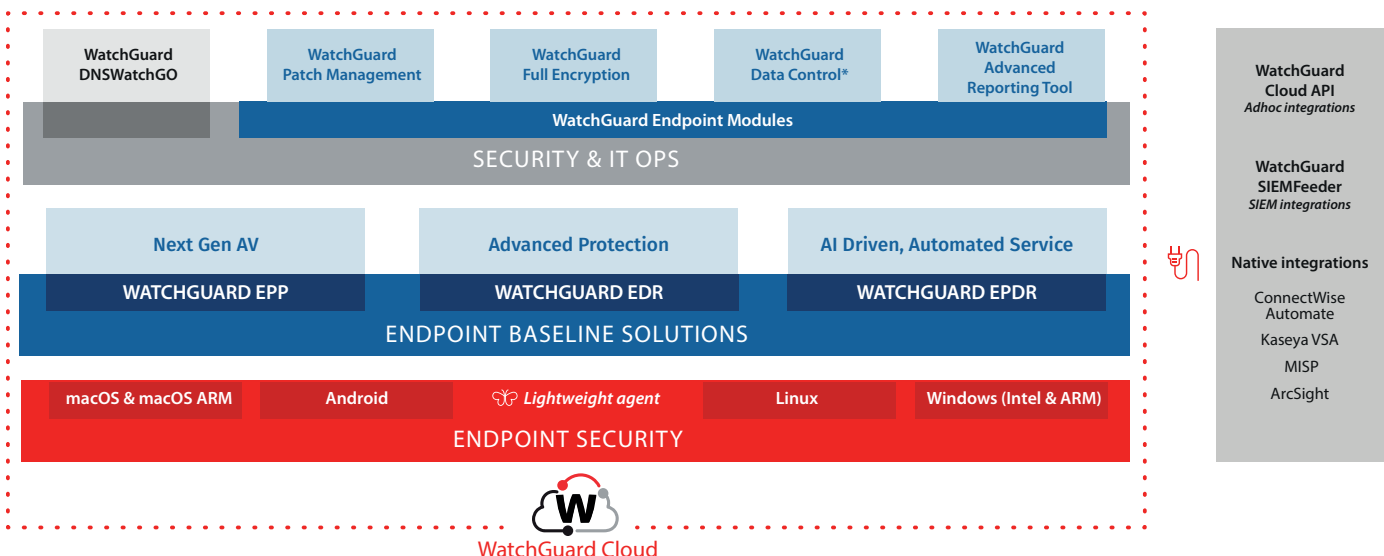 WatchGuard
DNSWatchGO
WatchGuard
Patch Management
WatchGuard
Full Encryption
WatchGuard
Data Control*
WatchGuard
Advanced
Reporting Tool
WatchGuard Endpoint Modules
SECURITY & IT OPS
Next Gen AV
Advanced Protection
AI Driven, Automated Service
WATCHGUARD EPP
WATCHGUARD EDR
WATCHGUARD EPDR
ENDPOINT BASELINE SOLUTIONS
macOS & macOS ARM
Android
Lightweight agent
Linux
Windows (Intel & ARM)
ENDPOINT SECURITY
W
WatchGuard Cloud
WatchGuard
Cloud API
Adhoc integrations
WatchGuard
SIEMFeeder
SIEM integrations
Native integrations
ConnectWise
Automate
Kaseya VSA
MISP
ArcSight